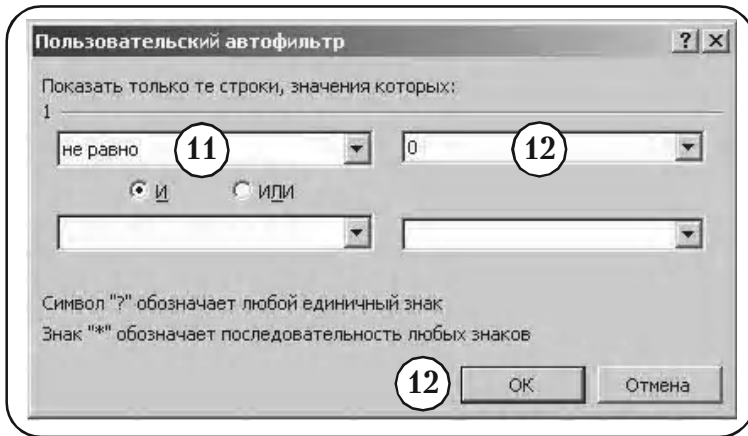 Пользовательский автофильтр ? ×
Показать только те строки, значения которых:
1
не равно 11 0 12
И ИЛИ
Символ "?" обозначает любой единичный знак
Знак "*" обозначает последовательность любых знаков
12 ОК Отмена